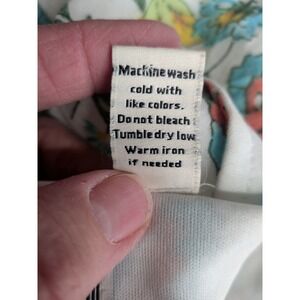 Machine wash
cold with
like colors.
Do not bleach
Tumble dry low
Warm iron
if needed